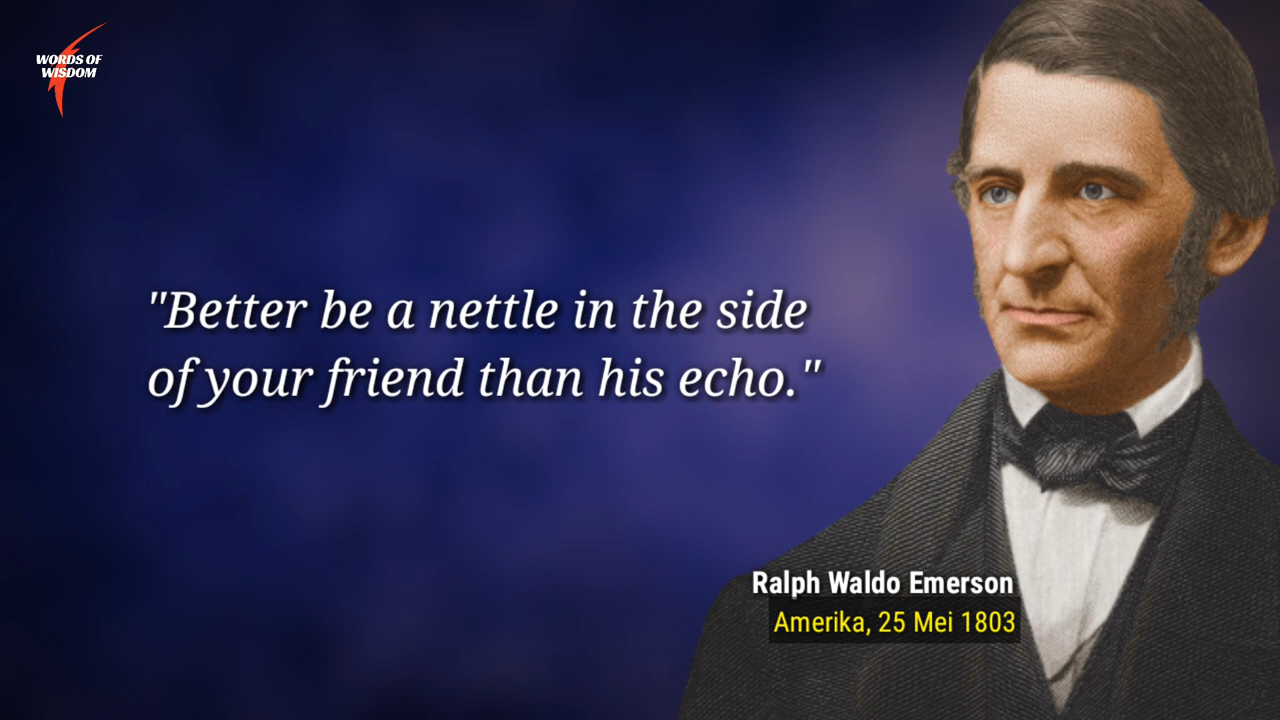 WORDS OF
WISDOM
"Better be a nettle in the side
of your friend than his echo."
Ralph Waldo Emerson
Amerika, 25 Mei 1803